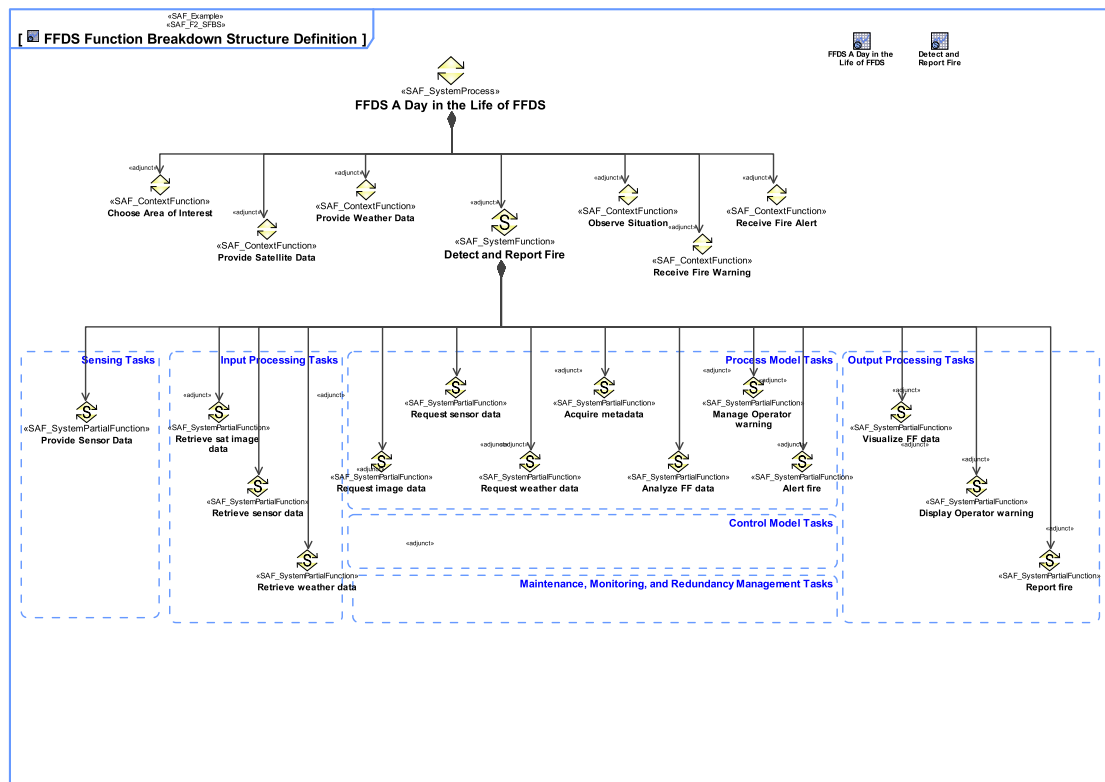 «SAF_Example»
«SAF_F2_SFBS»
[ FFDS Function Breakdown Structure Definition ]
FFDS A Day in the
Life of FFDS
Detect and
Report Fire
«SAF_SystemProcess»
FFDS A Day in the Life of FFDS
«adjunct»
«SAF_ContextFunction»
Choose Area of Interest
«adjunct»
«SAF_ContextFunction»
Provide Satellite Data
«adjunct»
«SAF_ContextFunction»
Provide Weather Data
«adjunct»
«SAF_SystemFunction»
Detect and Report Fire
«adjunct»
«SAF_ContextFunction»
Observe Situation
«adjunct»
«SAF_ContextFunction»
Receive Fire Warning
«adjunct»
«SAF_ContextFunction»
Receive Fire Alert
Sensing Tasks
«adjunct»
«SAF_SystemPartialFunction»
Provide Sensor Data
Input Processing Tasks
«adjunct»
«SAF_SystemPartialFunction»
Retrieve sat image
data
«SAF_SystemPartialFunction»
Retrieve sensor data
«adjunct»
«SAF_SystemPartialFunction»
Retrieve weather data
Process Model Tasks
«adjunct»
«SAF_SystemPartialFunction»
Request sensor data
«adjunct»
«SAF_SystemPartialFunction»
Acquire metadata
«adjunct»
«adjunct»
«SAF_SystemPartialFunction»
Manage Operator
warning
«adjunct»
«SAF_SystemPartialFunction»
Request image data
«adjunct»
«adjunct»
«SAF_SystemPartialFunction»
Request weather data
«SAF_SystemPartialFunction»
Analyze FF data
«SAF_SystemPartialFunction»
Alert fire
Control Model Tasks
«adjunct»
Maintenance, Monitoring, and Redundancy Management Tasks
Output Processing Tasks
«SAF_SystemPartialFunction»
Visualize FF data
«adjunct»
«adjunct»
«SAF_SystemPartialFunction»
Display Operator warning
«adjunct»
«SAF_SystemPartialFunction»
Report fire